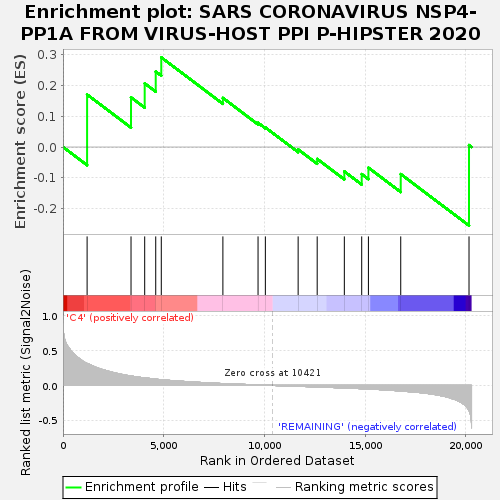 Enrichment plot: SARS CORONAVIRUS NSP4-
PP1A FROM VIRUS-HOST PPI P-HIPSTER 2020
Enrichment score (ES)
0.3
0.2
0.1
0.0
-0.1
-0.2
Ranked list metric (Signal2Noise)
1.0
0.5
0.0
-0.5
'C4' (positively correlated)
Zero cross at 10421
'REMAINING' (negatively correlated)
0 5,000 10,000 15,000 20,000
Rank in Ordered Dataset
Enrichment profile Hits Ranking metric scores